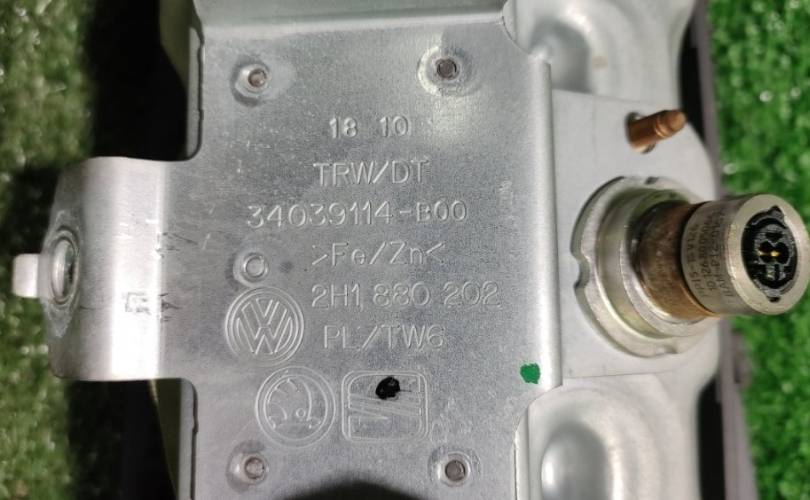 18 10
TRW/DT
34039114-B00
>Fe/Zn<
2H1 880 202
PL/TW6